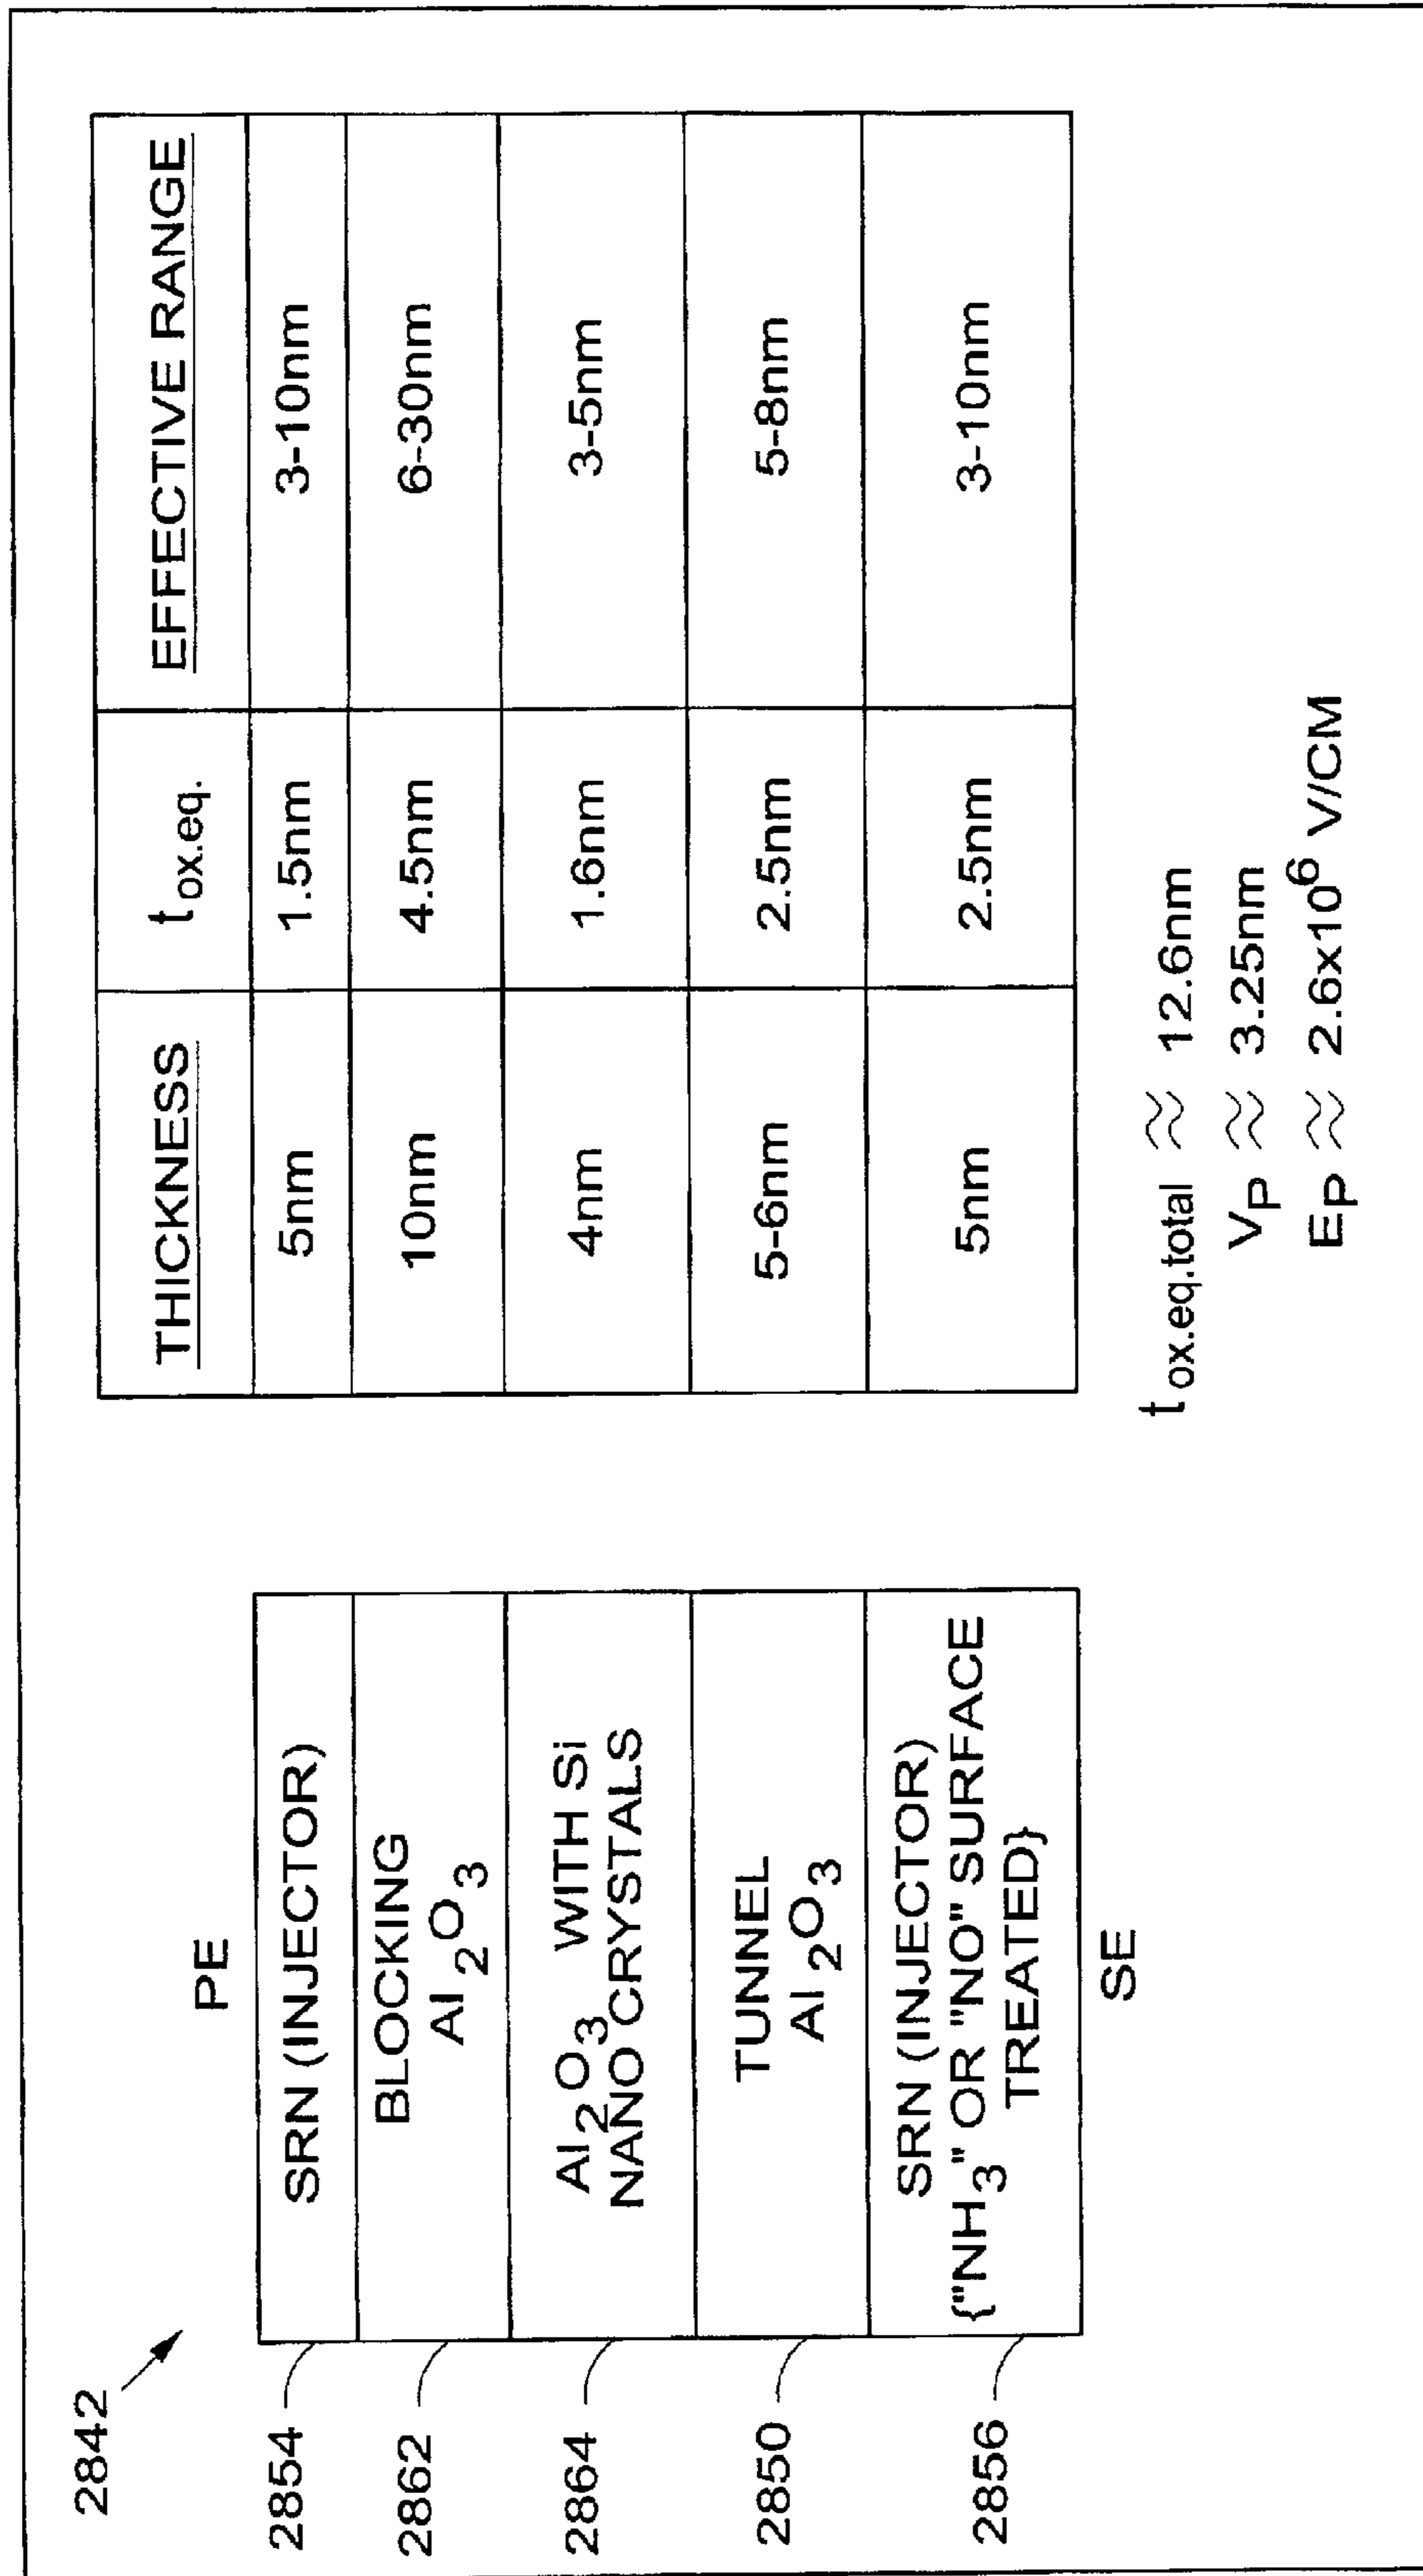 2842
PE
2854
SRN (INJECTOR)
2862
BLOCKING
Al2O3
2864
Al2O3 WITH Si
NANO CRYSTALS
2850
TUNNEL
Al2O3
2856
SRN (INJECTOR)
{"NH3" OR "NO" SURFACE
TREATED}
SE
THICKNESS tox.eq. EFFECTIVE RANGE
5nm 1.5nm 3-10nm
10nm 4.5nm 6-30nm
4nm 1.6nm 3-5nm
5-6nm 2.5nm 5-8nm
5nm 2.5nm 3-10nm
tox.eq.total ≈ 12.6nm
VP ≈ 3.25nm
EP ≈ 2.6x10⁶ V/CM